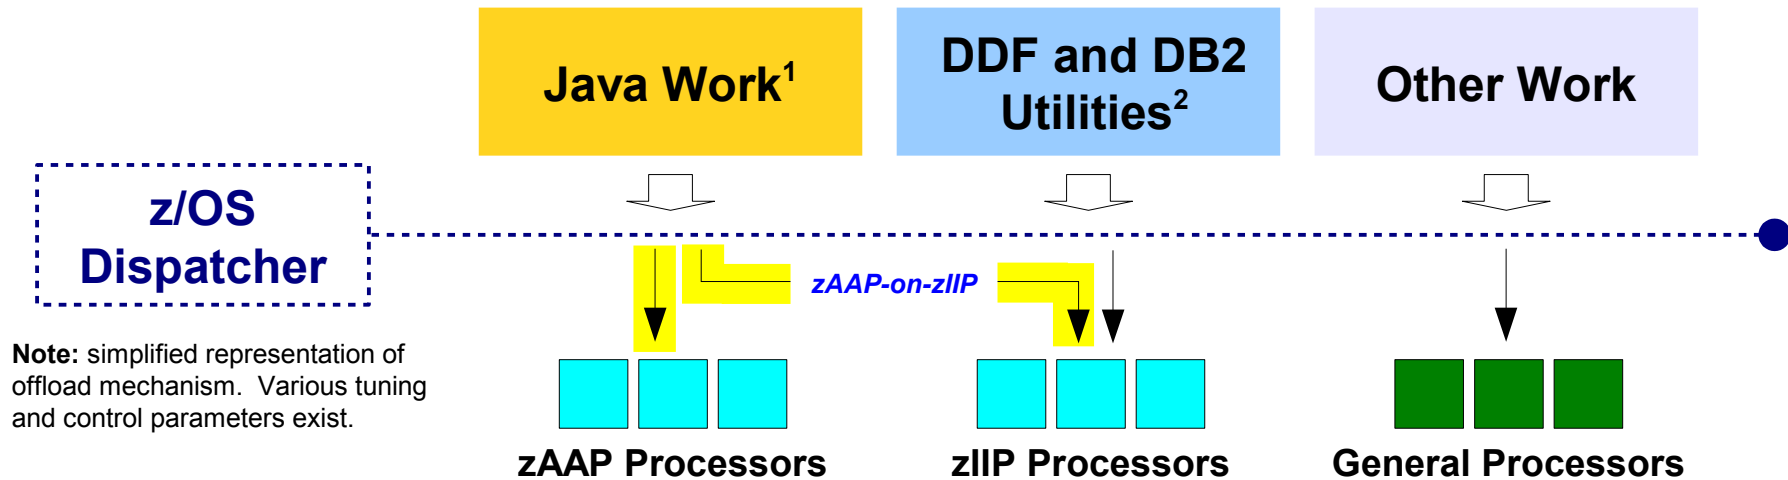 Java Work¹
DDF and DB2
Utilities²
Other Work
z/OS
Dispatcher
zAAP-on-zIIP
Note: simplified representation of
offload mechanism.  Various tuning
and control parameters exist.
zAAP Processors
zIIP Processors
General Processors